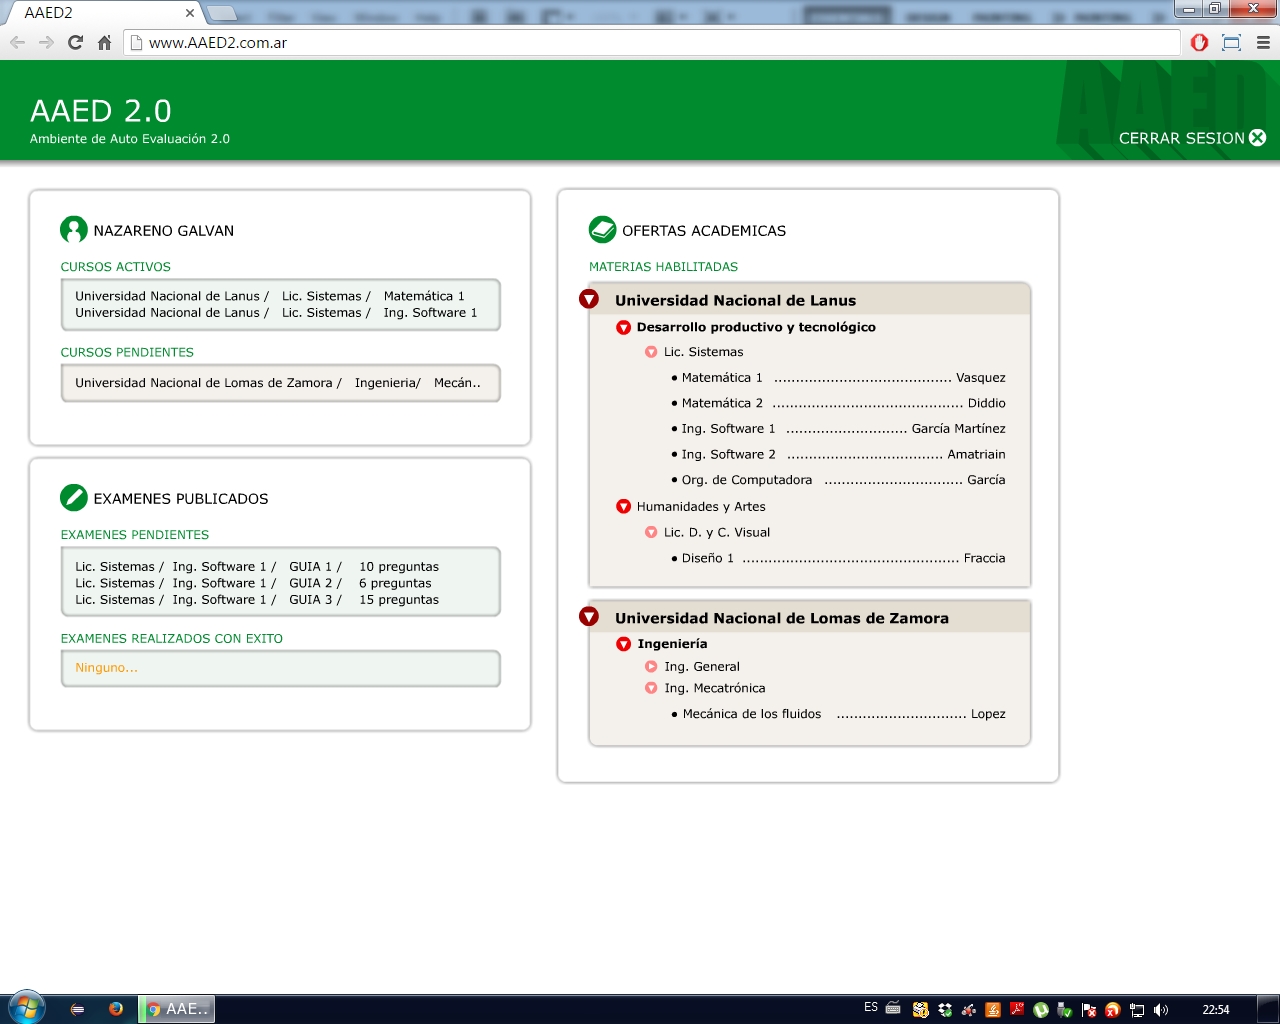 AAED2
www.AAED2.com.ar
AAED 2.0
Ambiente de Auto Evaluación 2.0
AAED
CERRAR SESION
NAZARENO GALVAN
CURSOS ACTIVOS
Universidad Nacional de Lanus / Lic. Sistemas / Matemática 1
Universidad Nacional de Lanus / Lic. Sistemas / Ing. Software 1
CURSOS PENDIENTES
Universidad Nacional de Lomas de Zamora / Ingenieria/ Mecán..
EXAMENES PUBLICADOS
EXAMENES PENDIENTES
Lic. Sistemas / Ing. Software 1 / GUIA 1 / 10 preguntas
Lic. Sistemas / Ing. Software 1 / GUIA 2 / 6 preguntas
Lic. Sistemas / Ing. Software 1 / GUIA 3 / 15 preguntas
EXAMENES REALIZADOS CON EXITO
Ninguno...
OFERTAS ACADEMICAS
MATERIAS HABILITADAS
Universidad Nacional de Lanus
Desarrollo productivo y tecnológico
Lic. Sistemas
• Matemática 1 ......................................... Vasquez
• Matemática 2 ............................................ Diddio
• Ing. Software 1 ............................ García Martínez
• Ing. Software 2 .................................... Amatriain
• Org. de Computadora ................................ García
Humanidades y Artes
Lic. D. y C. Visual
• Diseño 1 .................................................. Fraccia
Universidad Nacional de Lomas de Zamora
Ingeniería
Ing. General
Ing. Mecatrónica
• Mecánica de los fluidos .............................. Lopez
AAE..
ES
22:54